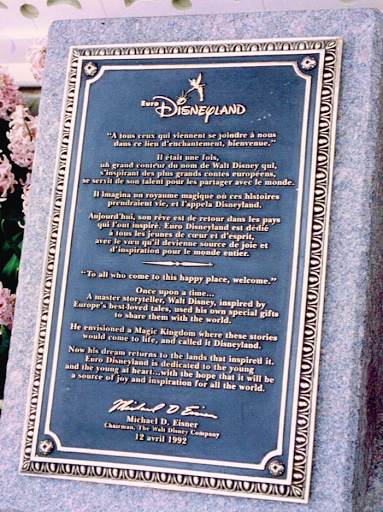 Euro Disneyland
"A tous ceux qui viennent se joindre à nous
dans ce lieu d'enchantement, bienvenue."
Il était une fois,
un grand conteur du nom de Walt Disney qui,
s'inspirant des plus grands contes européens,
se servit de son talent pour les partager avec le monde.
Il imagina un royaume magique où ces histoires
prendraient vie, et l'appela Disneyland.
Aujourd'hui, son rêve est de retour dans les pays
qui l'ont inspiré. Euro Disneyland est dédié
à tous les jeunes de cœur et d'esprit,
avec le vœu qu'il devienne source de joie et
d'inspiration pour le monde entier.
"To all who come to this happy place, welcome."
Once upon a time...
A master storyteller, Walt Disney, inspired by
Europe's best-loved tales, used his own special gifts
to share them with the world.
He envisioned a Magic Kingdom where these stories
would come to life, and called it Disneyland.
Now his dream returns to the lands that inspired it.
Euro Disneyland is dedicated to the young
and the young at heart...with the hope that it will be
a source of joy and inspiration for all the world.
Michael D Eisner
Michael D. Eisner
Chairman, The Walt Disney Company
12 avril 1992